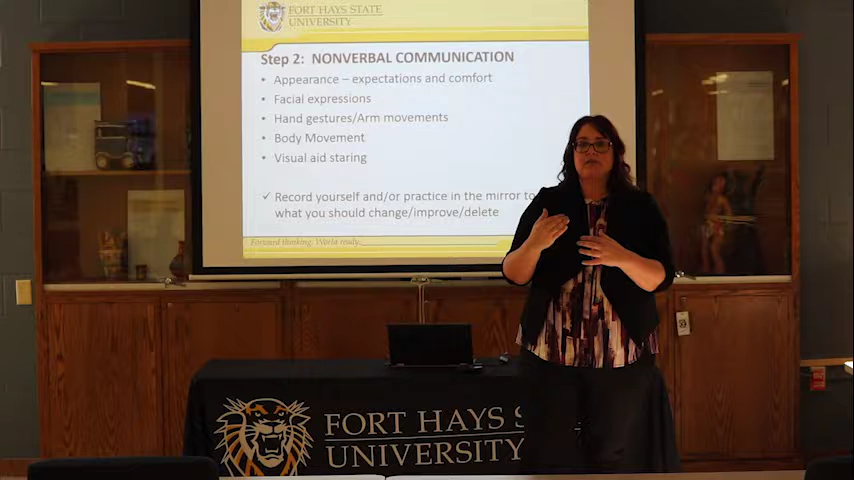 FORT HAYS STATE
UNIVERSITY
Step 2: NONVERBAL COMMUNICATION
• Appearance – expectations and comfort
• Facial expressions
• Hand gestures/Arm movements
• Body Movement
• Visual aid staring
✓ Record yourself and/or practice in the mirror to
what you should change/improve/delete
Forward thinking. World ready.
FORT HAYS S
UNIVERSITY